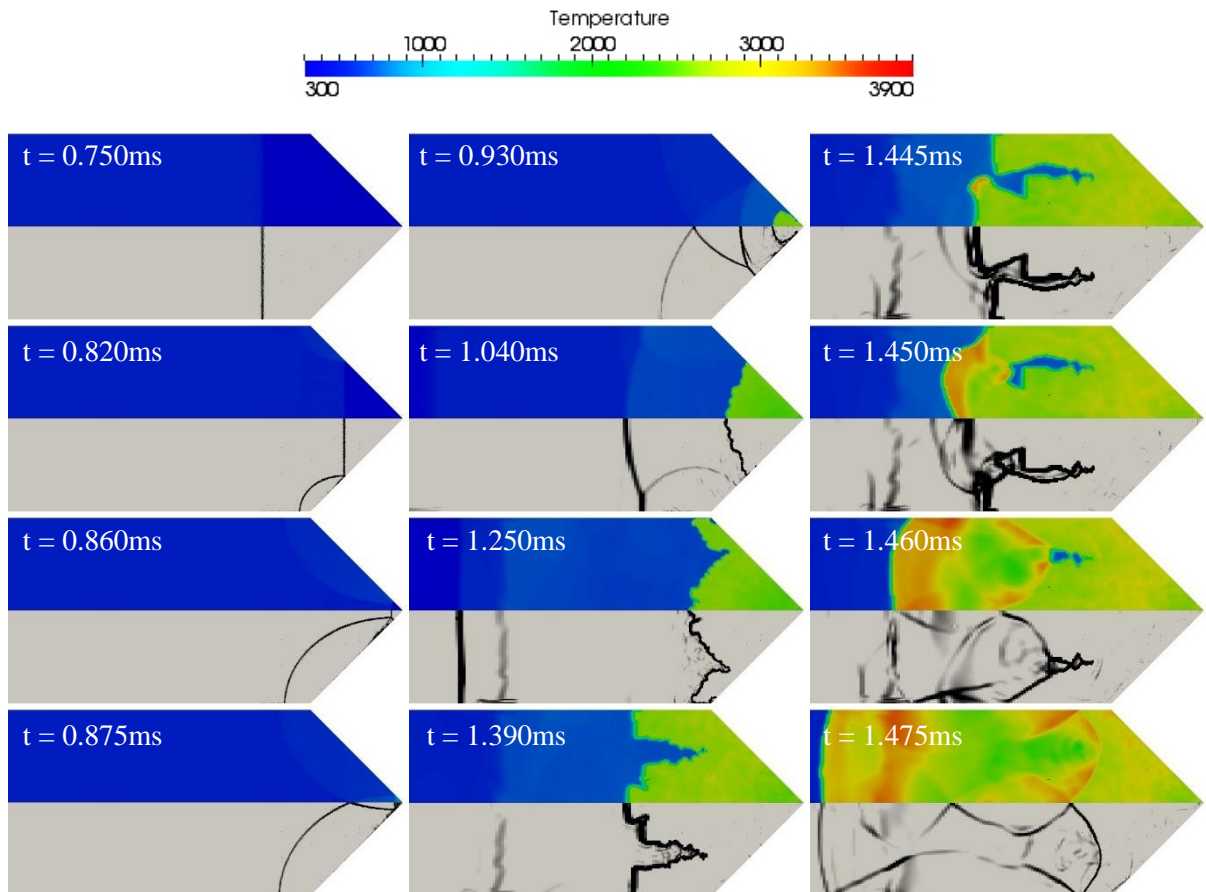 Temperature
1000 2000 3000
300 3900
t = 0.750ms t = 0.930ms t = 1.445ms
t = 0.820ms t = 1.040ms t = 1.450ms
t = 0.860ms t = 1.250ms t = 1.460ms
t = 0.875ms t = 1.390ms t = 1.475ms